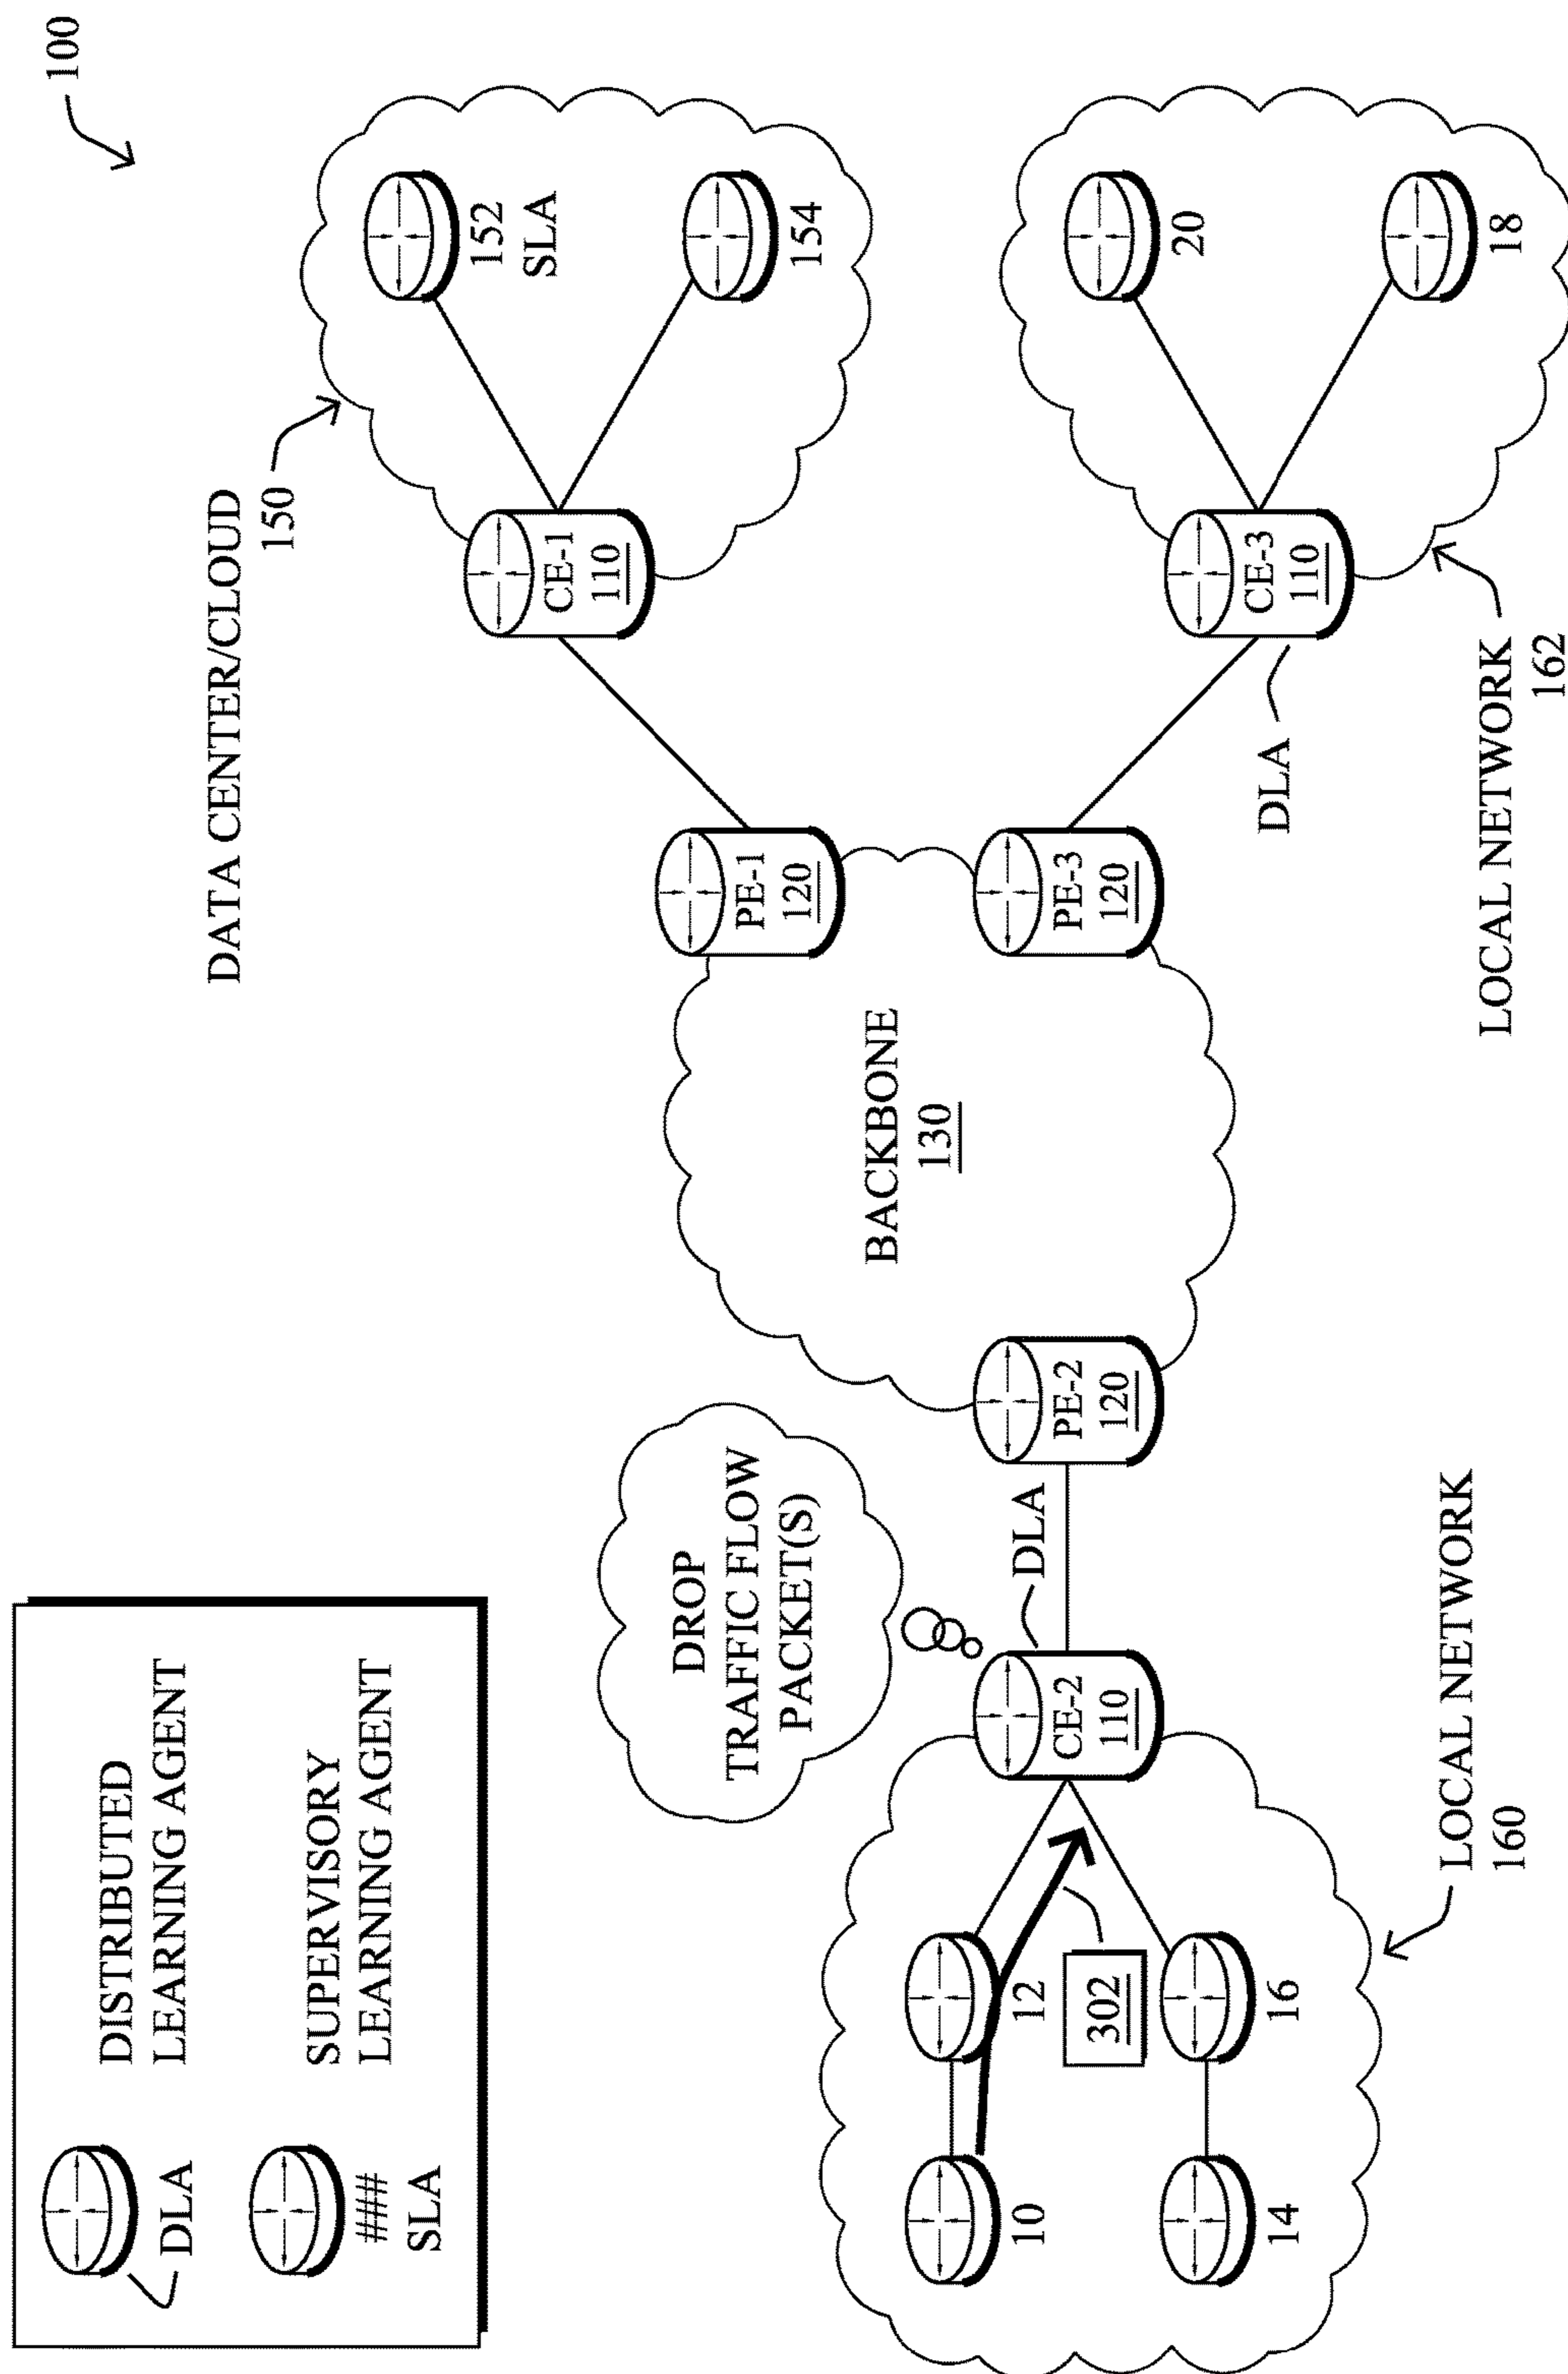 100
DISTRIBUTED
LEARNING AGENT
DLA
SUPERVISORY
LEARNING AGENT
###
SLA
DATA CENTER/CLOUD
150
152
SLA
154
CE-1
110
PE-1
120
BACKBONE
130
PE-3
120
PE-2
120
DROP
TRAFFIC FLOW
PACKET(S)
DLA
CE-2
110
10
12
302
14
16
LOCAL NETWORK
160
20
18
CE-3
110
DLA
LOCAL NETWORK
162